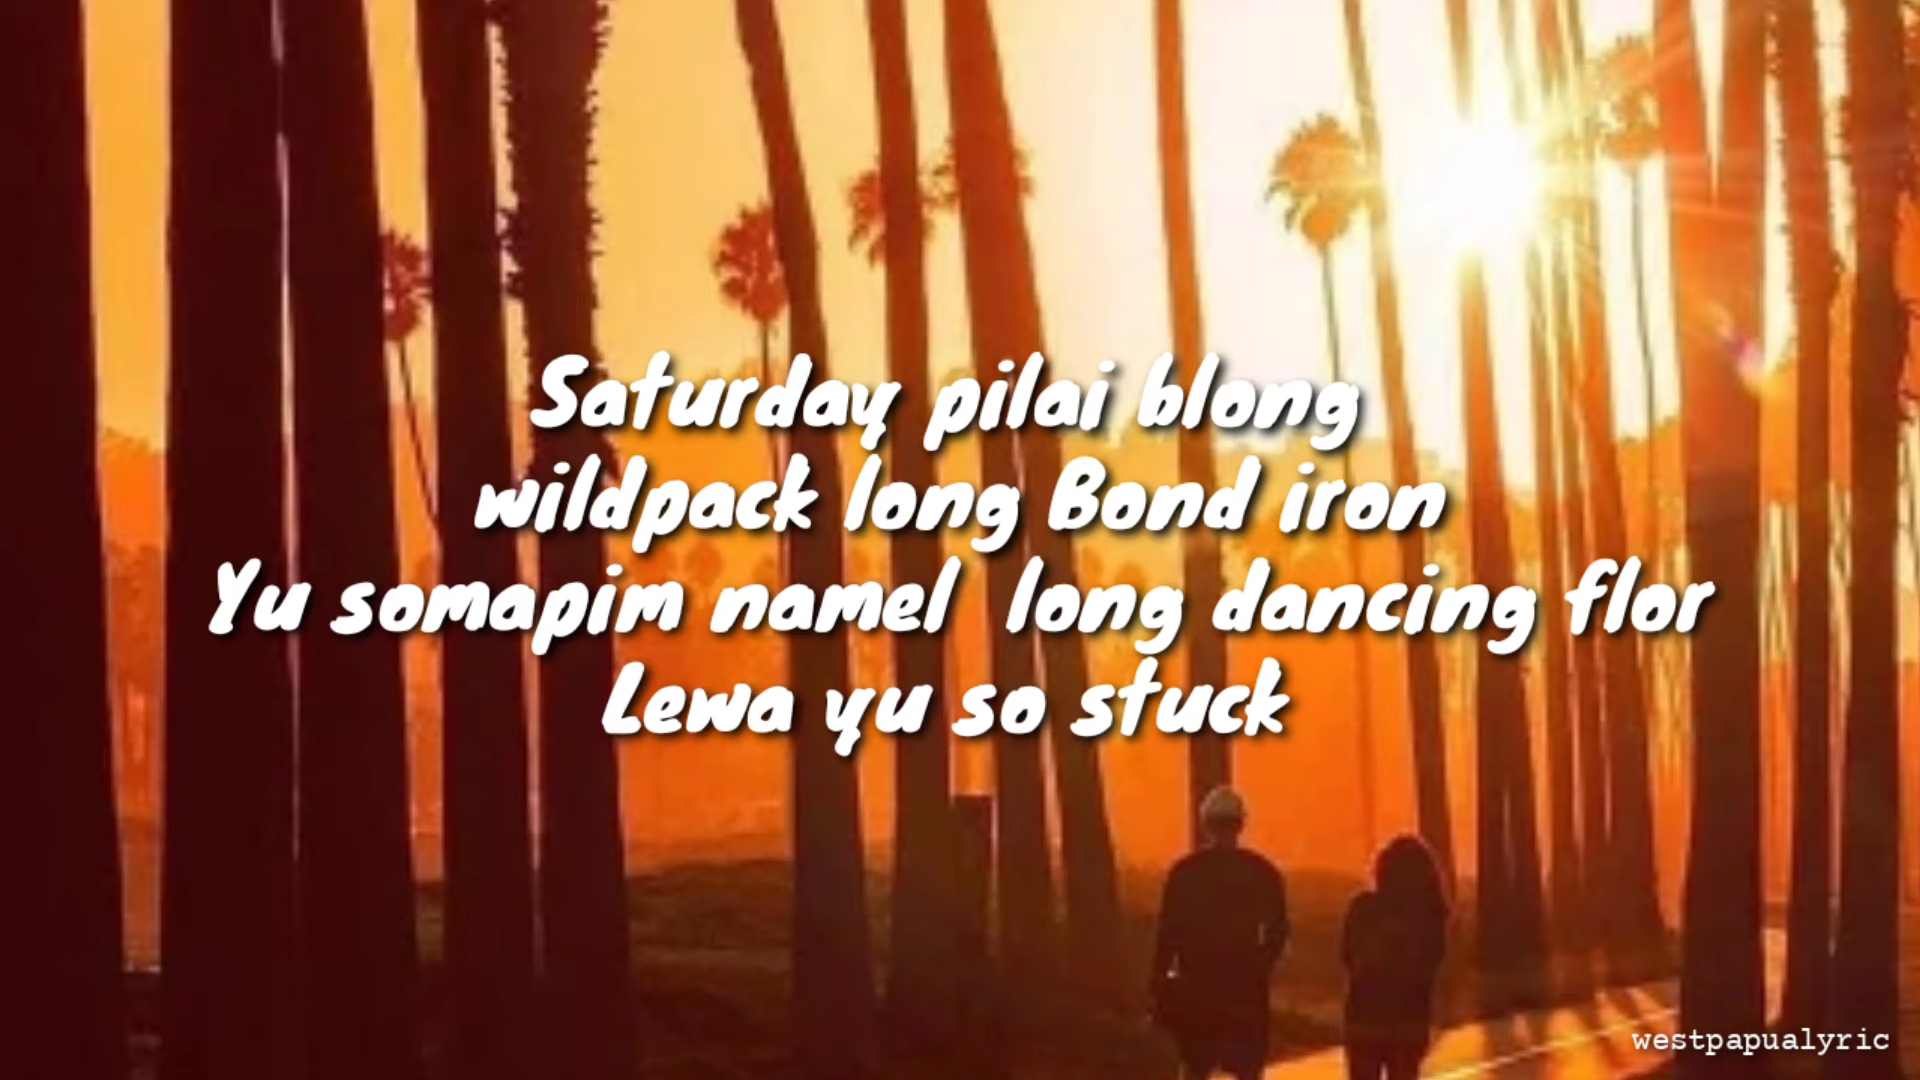 Saturday pilai blong
wildpack long Bond iron
Yu somapim namel long dancing flor
Lewa yu so stuck
westpapualyric